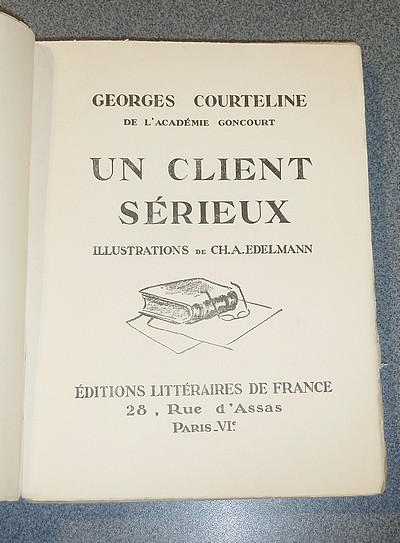 GEORGES COURTELINE
DE L'ACADÉMIE GONCOURT
UN CLIENT
SÉRIEUX
ILLUSTRATIONS DE CH.A.EDELMANN
ÉDITIONS LITTÉRAIRES DE FRANCE
28, Rue d'Assas
PARIS-VIe